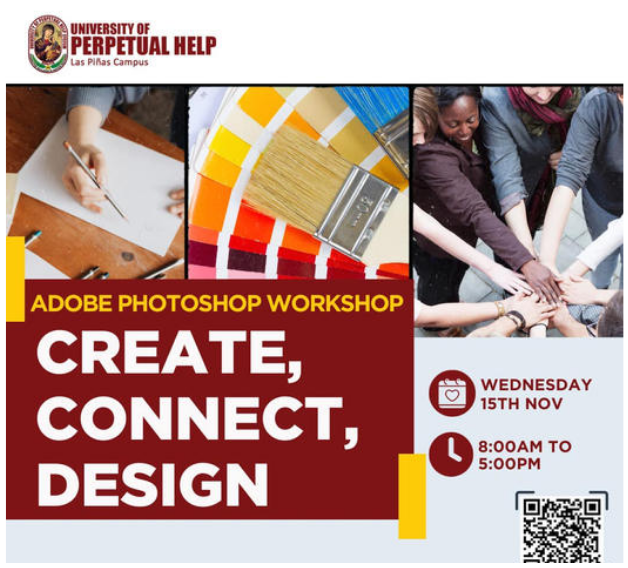 UNIVERSITY OF
PERPETUAL HELP
Las Piñas Campus
ADOBE PHOTOSHOP WORKSHOP
CREATE,
CONNECT,
DESIGN
WEDNESDAY
15TH NOV
8:00AM TO
5:00PM